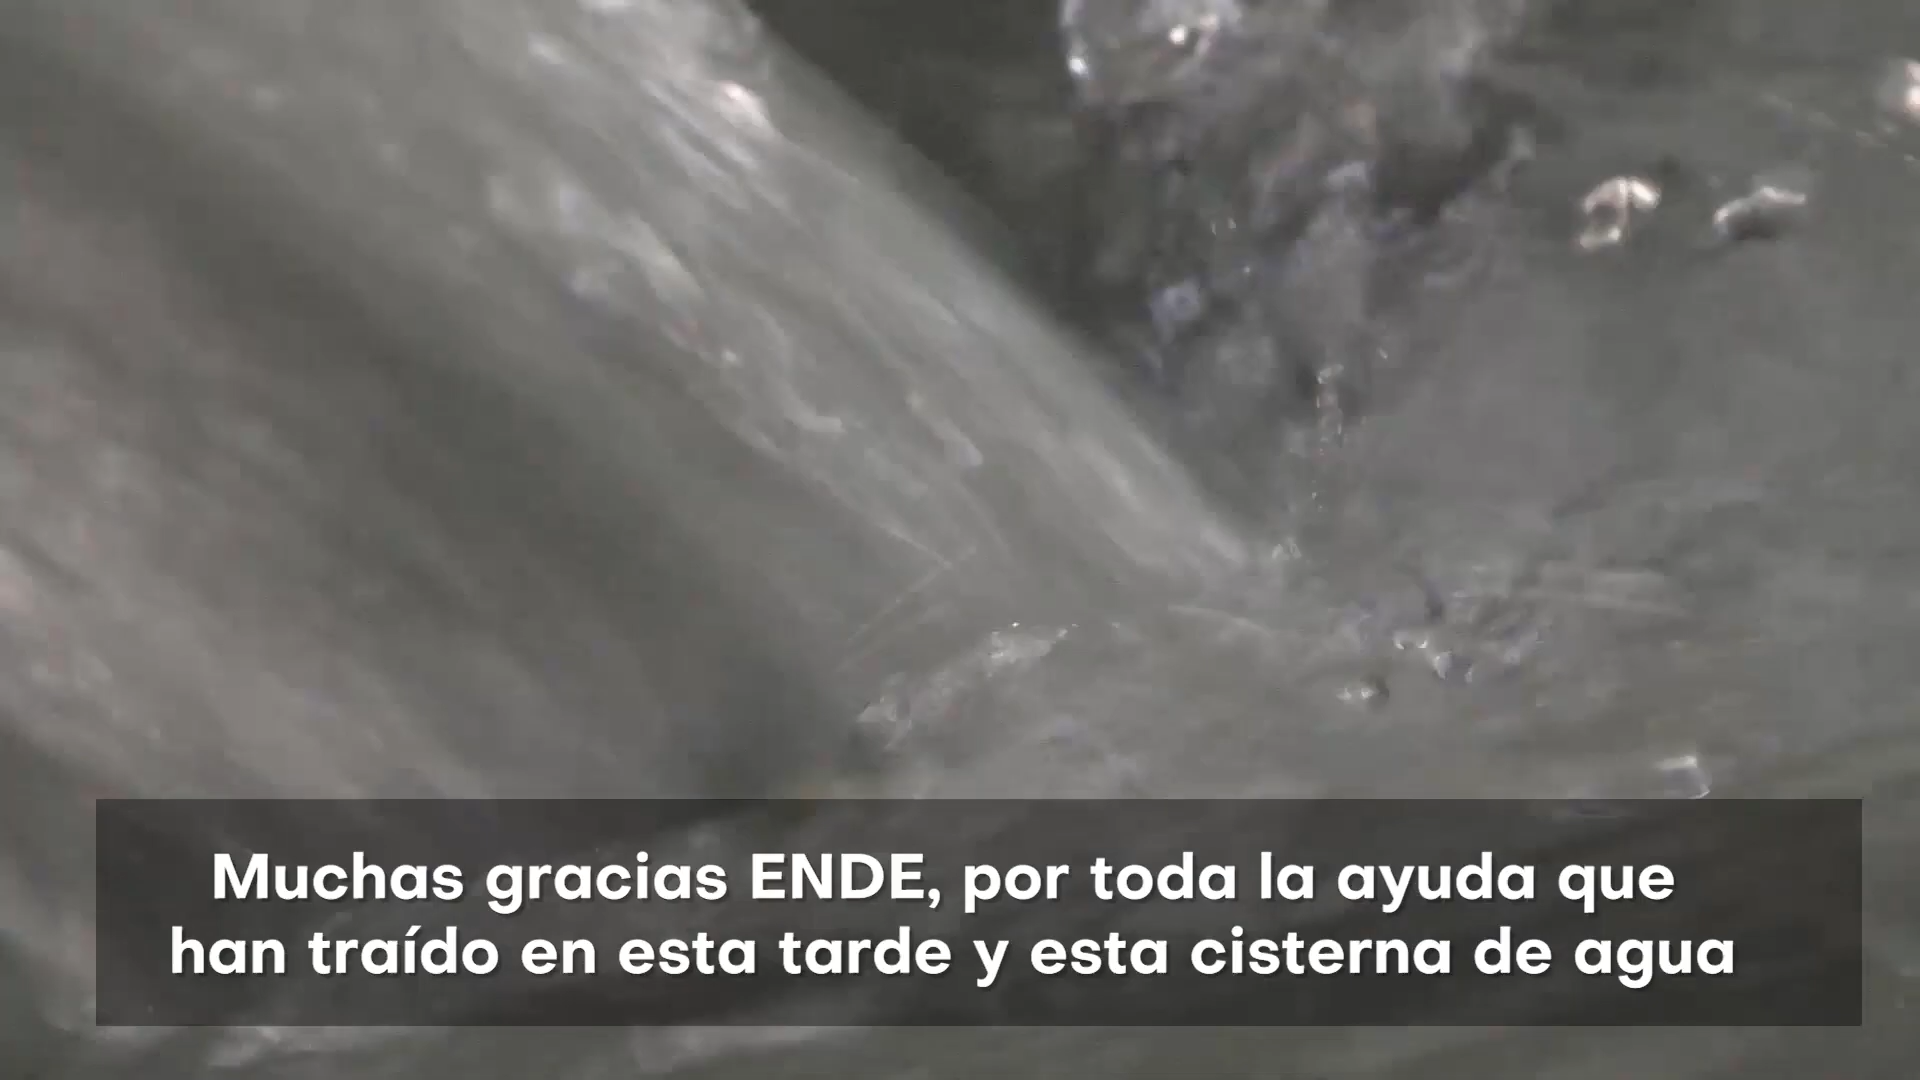 Muchas gracias ENDE, por toda la ayuda que
han traído en esta tarde y esta cisterna de agua